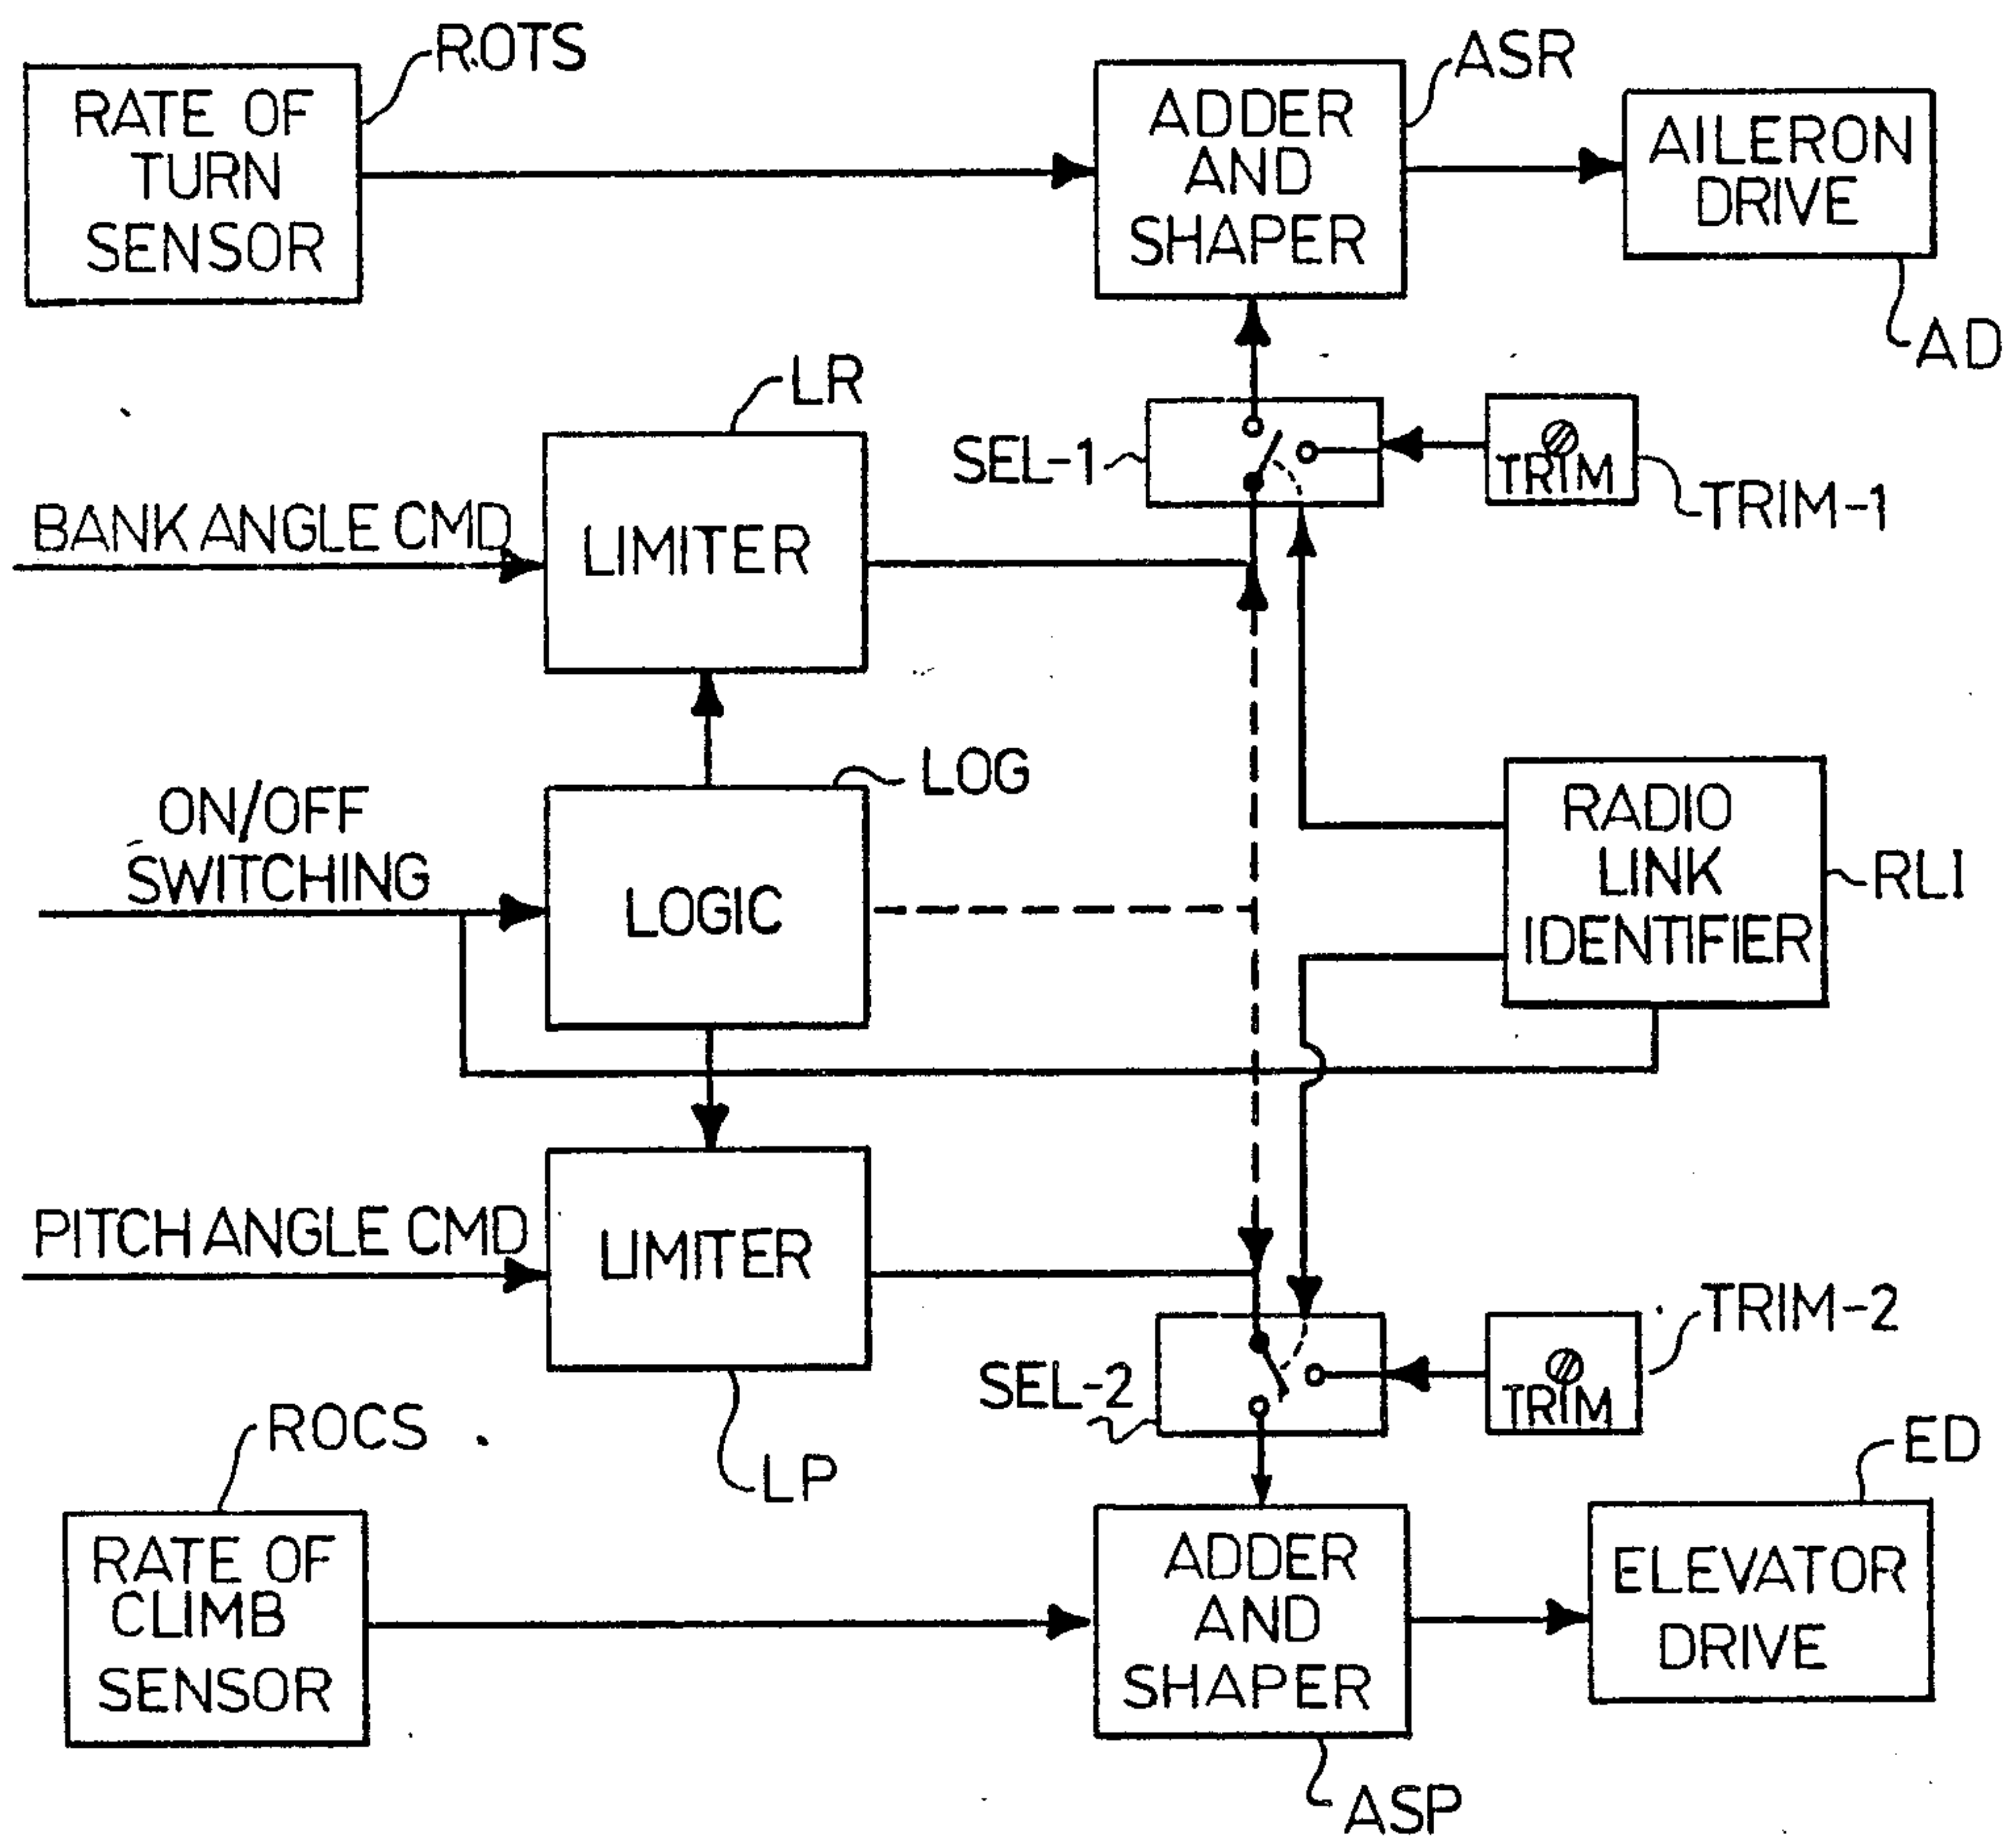 ROTS
RATE OF
TURN
SENSOR
ADDER
AND
SHAPER
ASR
AILERON
DRIVE
AD
LR
BANK ANGLE CMD
LIMITER
SEL-1
TRIM
TRIM-1
ON/OFF
SWITCHING
LOG
LOGIC
RADIO
LINK
IDENTIFIER
RLI
PITCH ANGLE CMD
LIMITER
LP
SEL-2
TRIM
TRIM-2
ROCS
RATE OF
CLIMB
SENSOR
ADDER
AND
SHAPER
ASP
ED
ELEVATOR
DRIVE